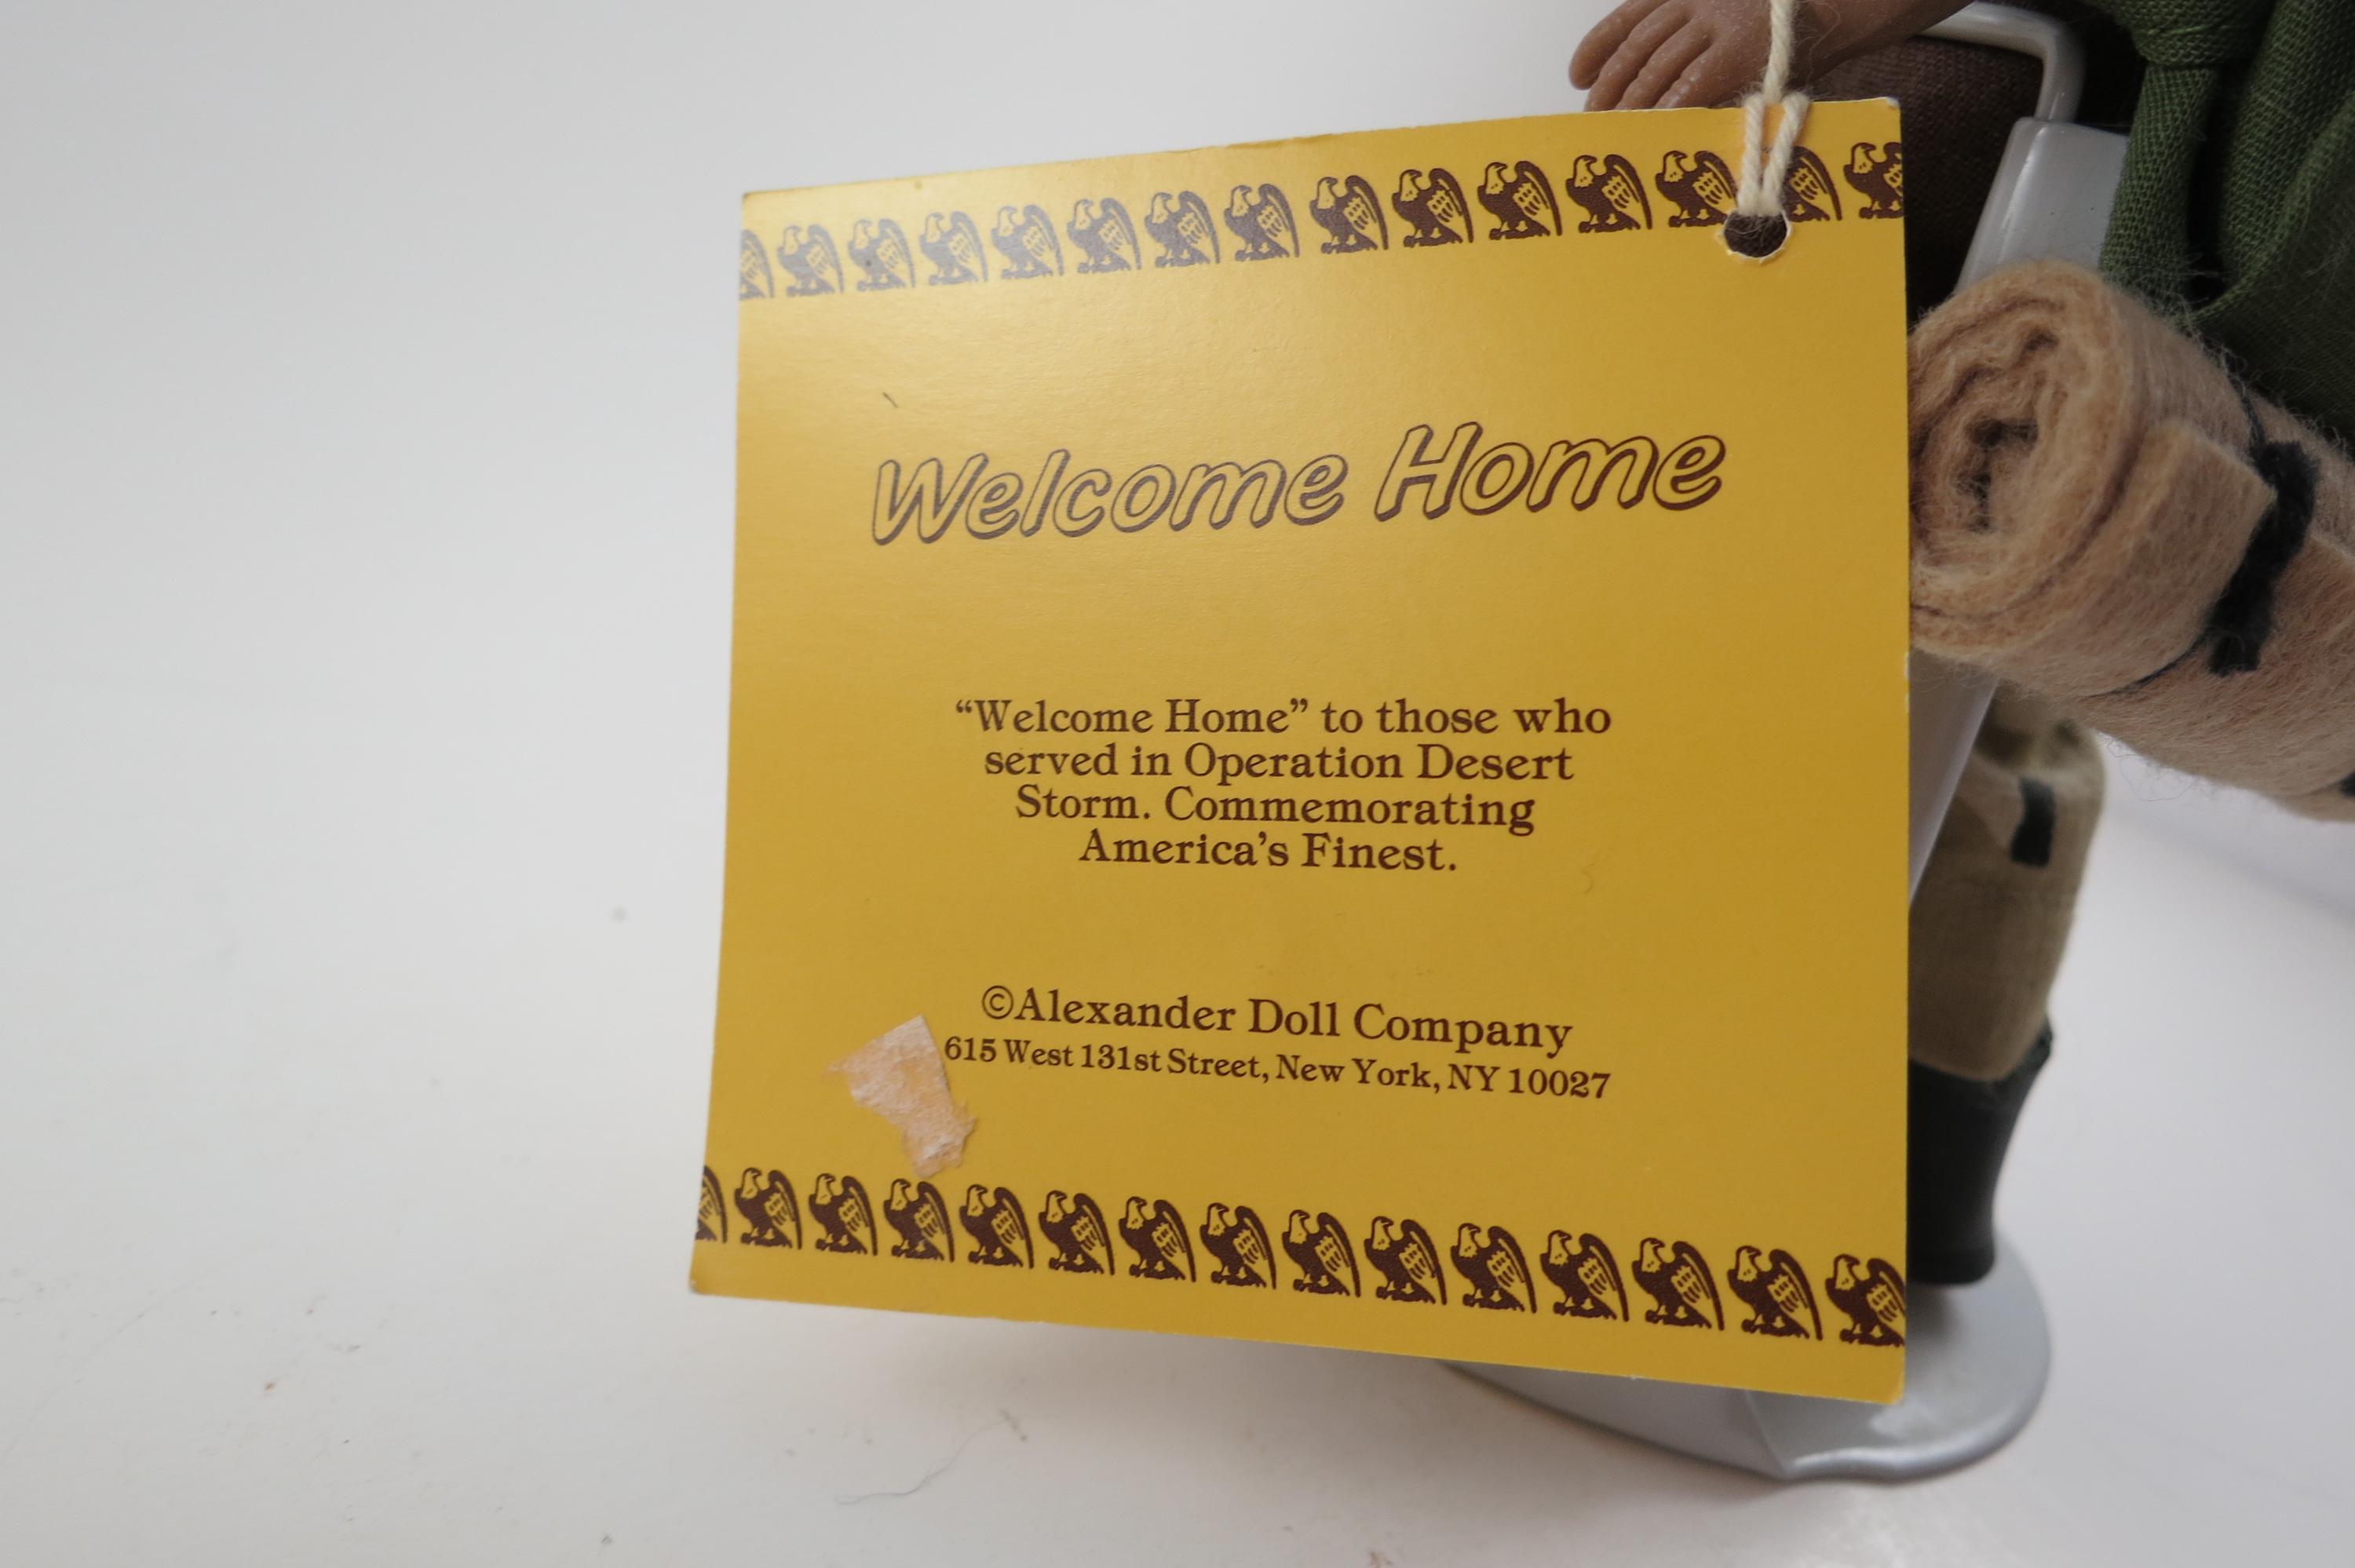 Welcome Home
“Welcome Home” to those who
served in Operation Desert
Storm. Commemorating
America’s Finest.
©Alexander Doll Company
615 West 131st Street, New York, NY 10027